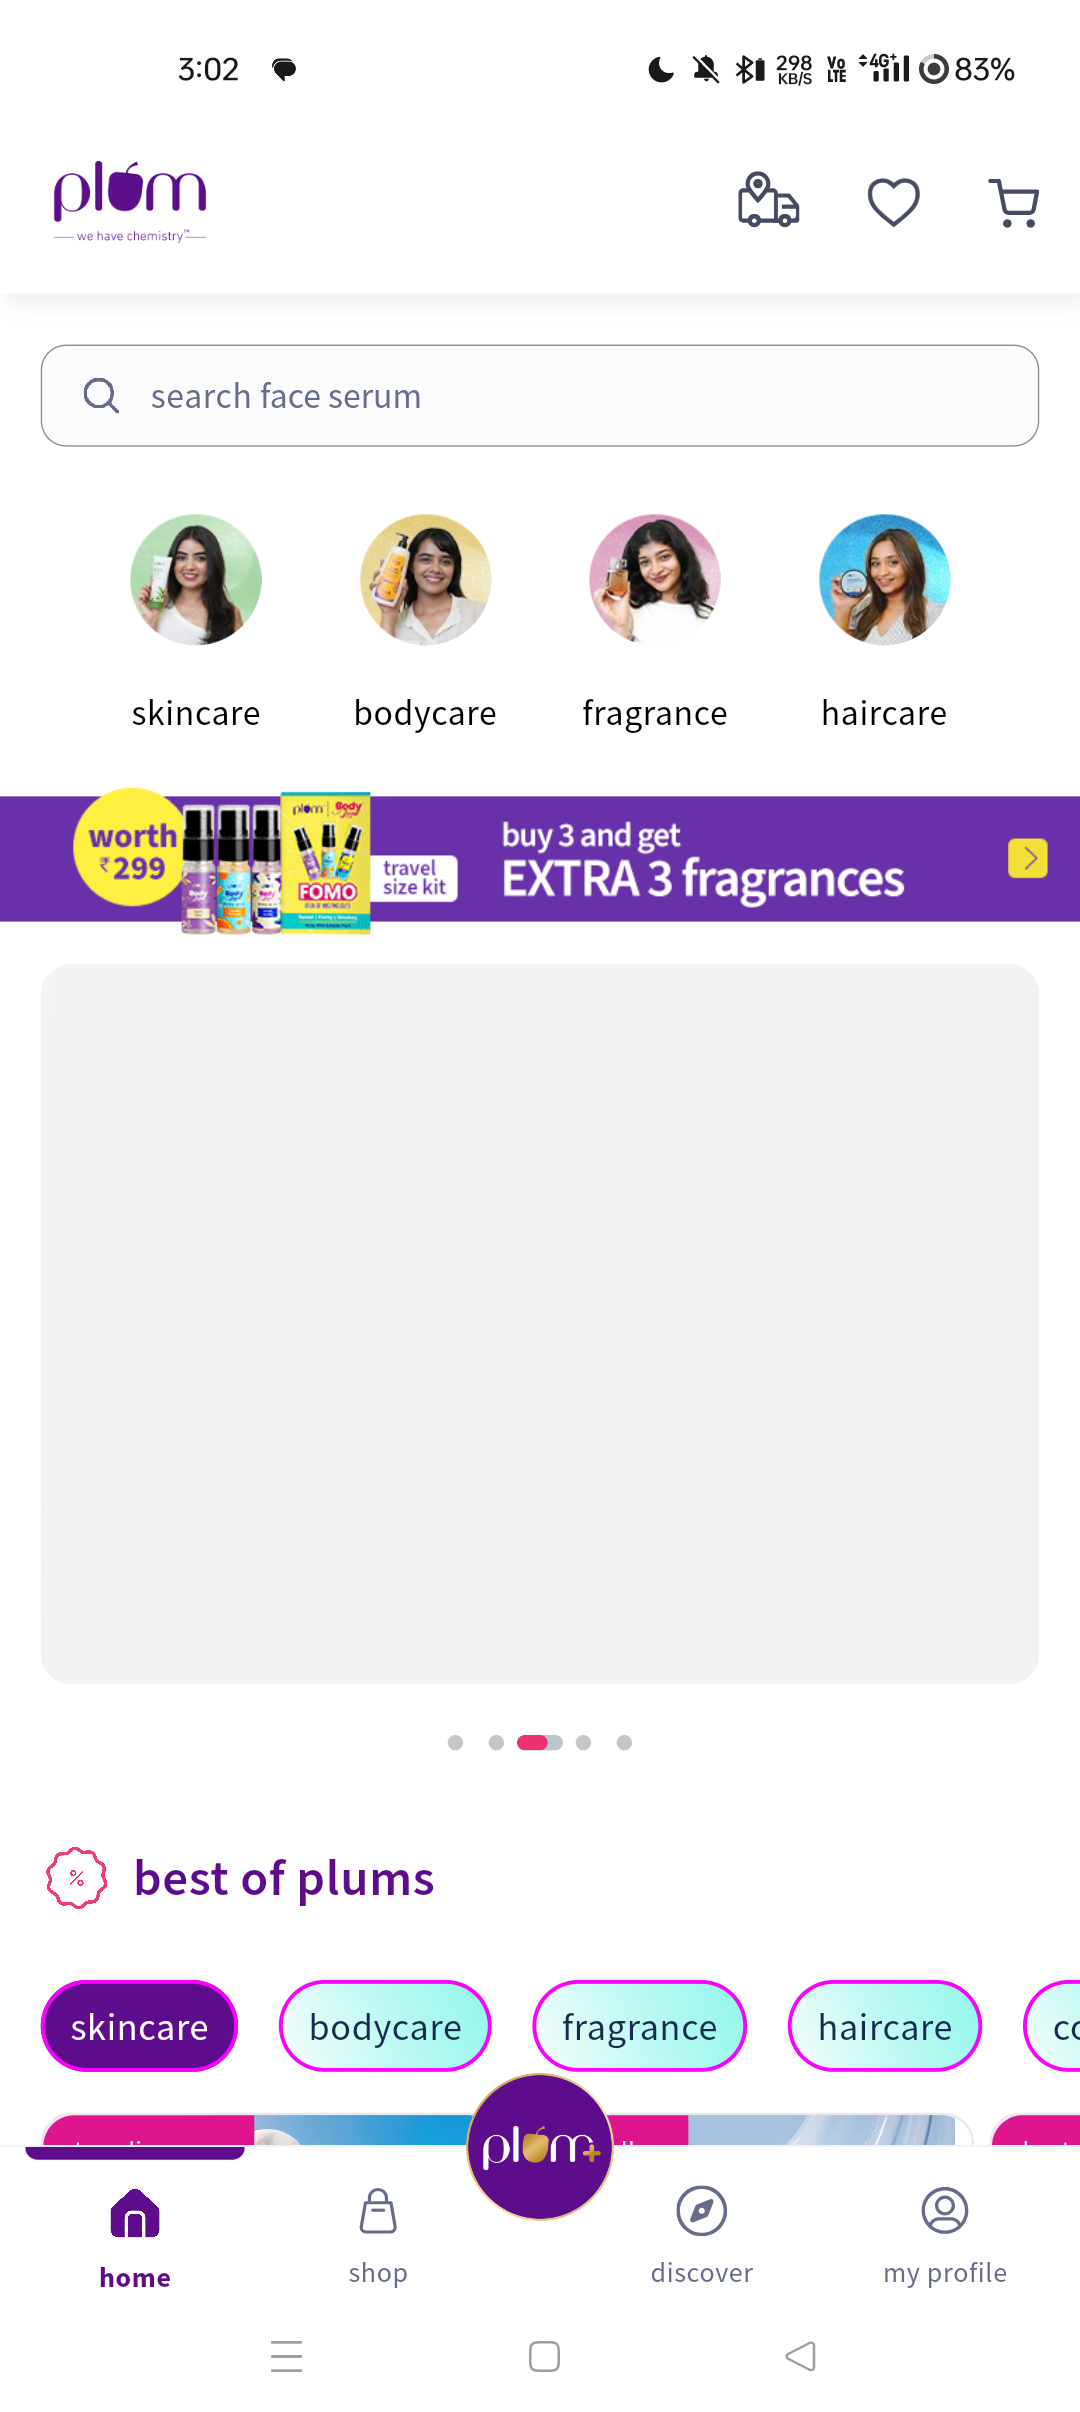 3:02
298
KB/S
Vo
LTE
4G+
83%
plum
we have chemistry™
search face serum
skincare
bodycare
fragrance
haircare
worth
₹299
plum
Body
FOMO
travel
size kit
buy 3 and get
EXTRA 3 fragrances
best of plums
%
skincare
bodycare
fragrance
haircare
plum+
home
shop
discover
my profile